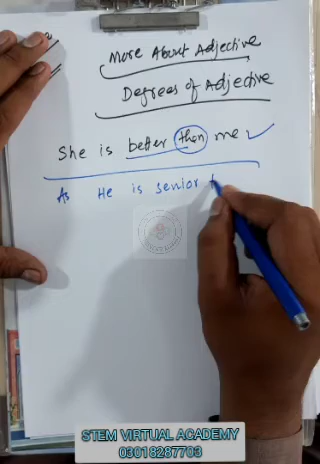 More About Adjective
Degrees of Adjective
She is better than me
As He is senior t
STEM VIRTUAL ACADEMY
03018287703